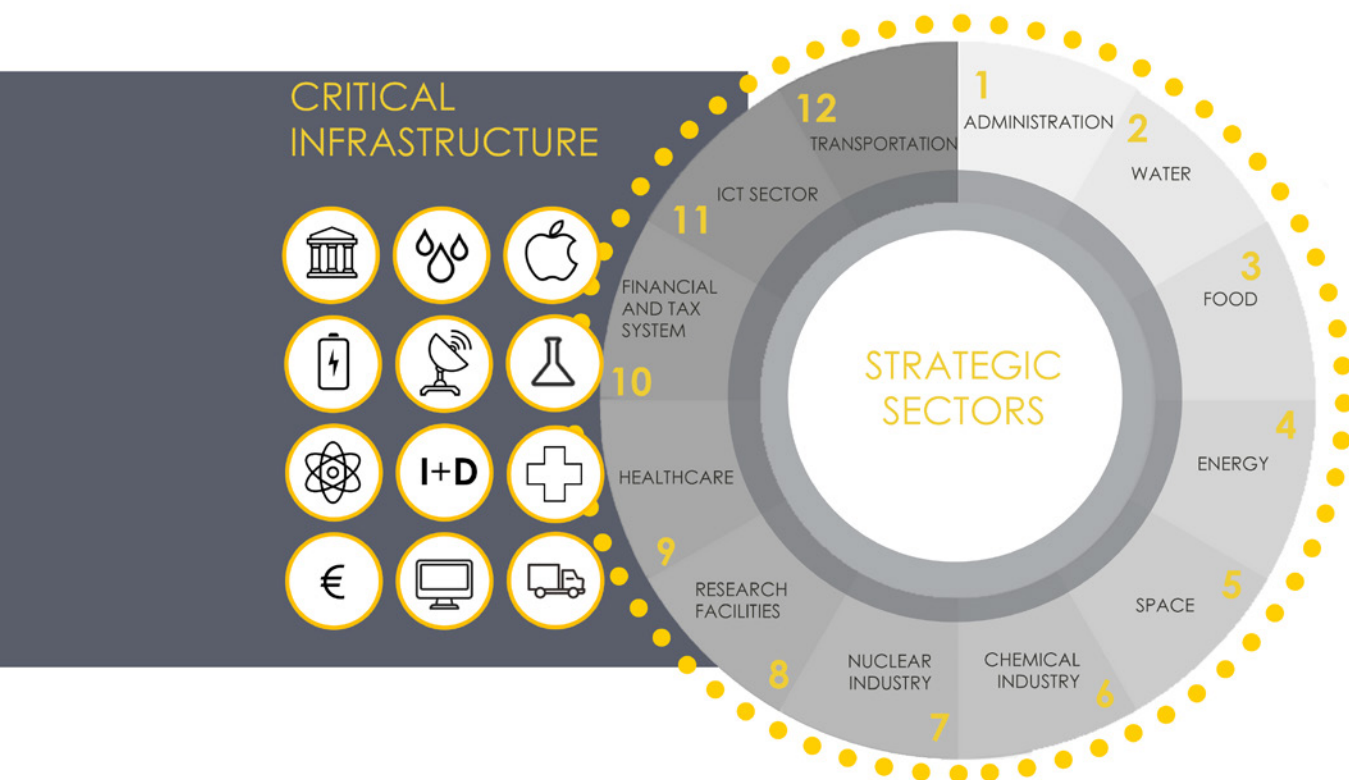 CRITICAL
INFRASTRUCTURE
I+D
€
STRATEGIC
SECTORS
1
ADMINISTRATION
2
WATER
3
FOOD
4
ENERGY
5
SPACE
6
CHEMICAL
INDUSTRY
7
NUCLEAR
INDUSTRY
8
RESEARCH
FACILITIES
9
HEALTHCARE
10
FINANCIAL
AND TAX
SYSTEM
11
ICT SECTOR
12
TRANSPORTATION